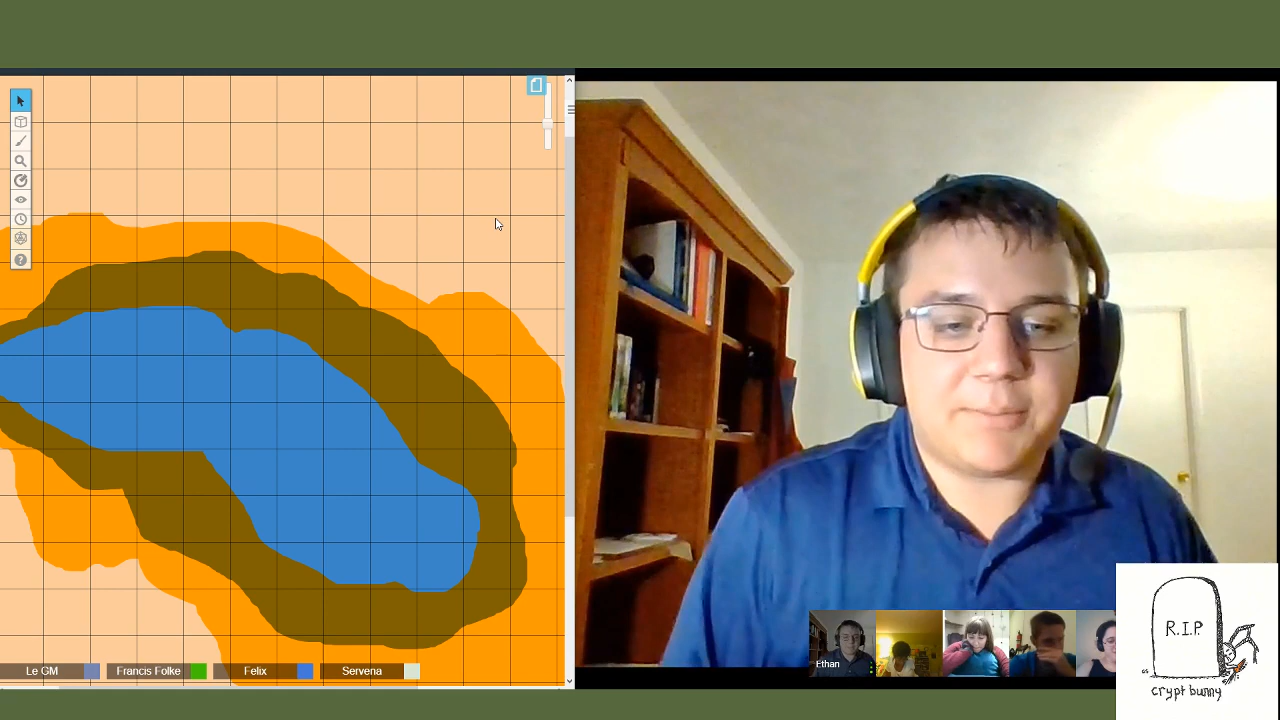 Le GM
Francis Folke
Felix
Servena
Ethan
R.I.P.
crypt bunny